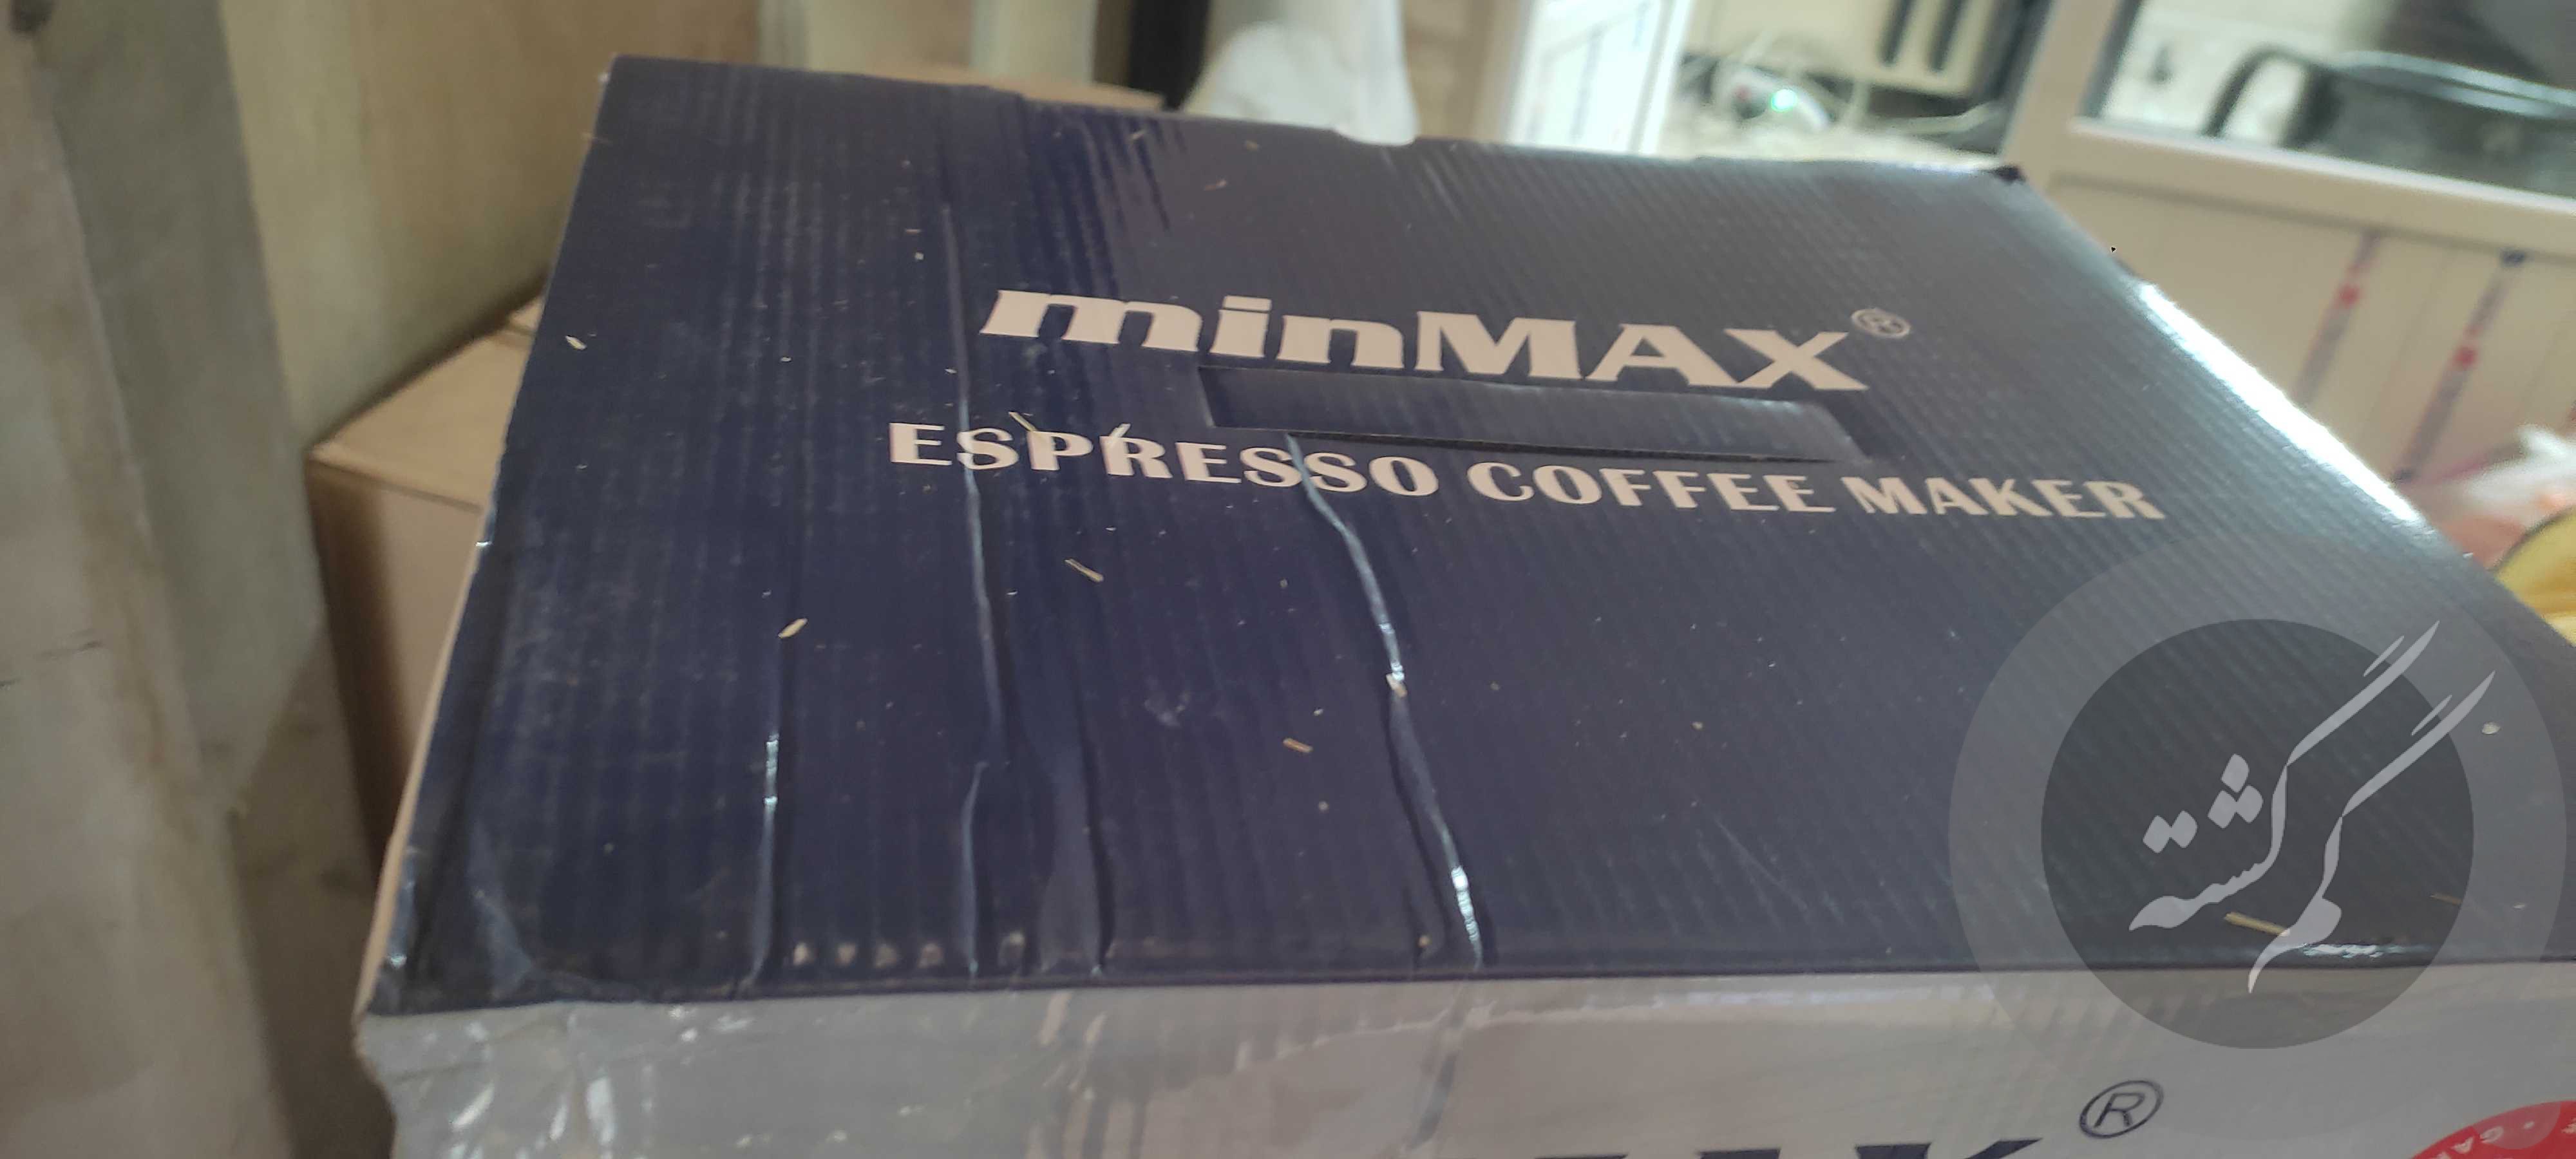 minMAX®
ESPRESSO COFFEE MAKER
گم گشته
®